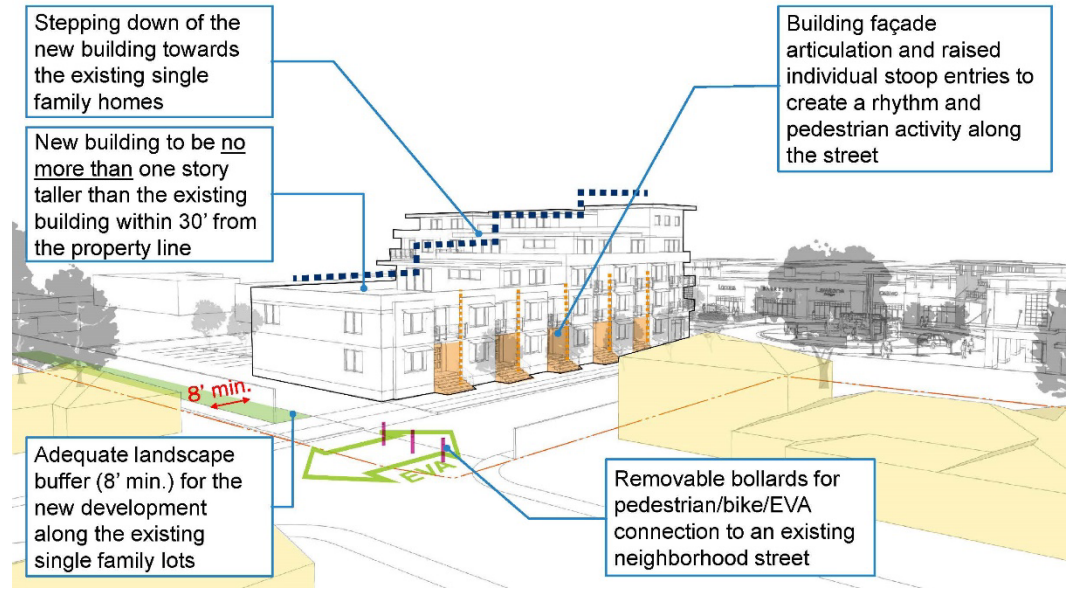 Stepping down of
the new building towards
the existing single
family homes
Building façade
articulation and raised
individual stoop entries to
create a rhythm and
pedestrian activity along
the street
New building to be no
more than one story
taller than the existing
building within 30’ from
the property line
8’ min.
EVA
Adequate landscape
buffer (8’ min.) for the
new development
along the existing
single family lots
Removable bollards for
pedestrian/bike/EVA
connection to an existing
neighborhood street